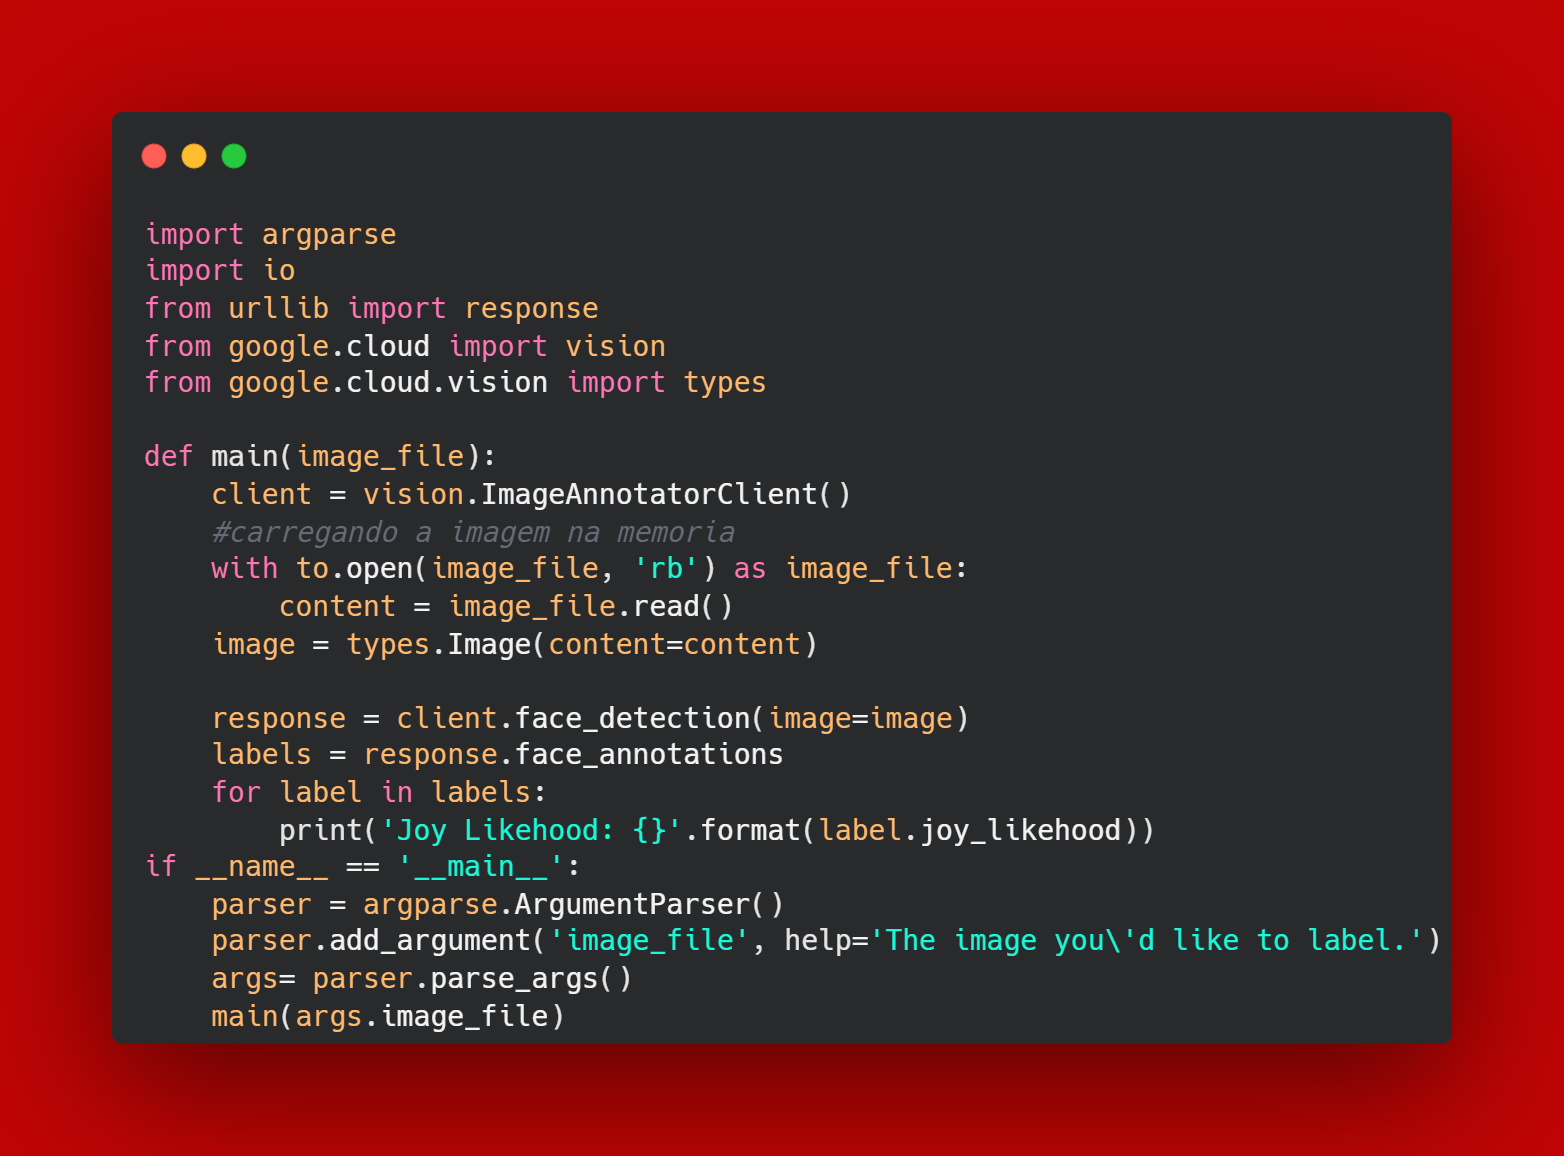 import argparse
import io
from urllib import response
from google.cloud import vision
from google.cloud.vision import types

def main(image_file):
    client = vision.ImageAnnotatorClient()
    #carregando a imagem na memoria
    with to.open(image_file, 'rb') as image_file:
        content = image_file.read()
    image = types.Image(content=content)

    response = client.face_detection(image=image)
    labels = response.face_annotations
    for label in labels:
        print('Joy Likehood: {}'.format(label.joy_likehood))
if __name__ == '__main__':
    parser = argparse.ArgumentParser()
    parser.add_argument('image_file', help='The image you\'d like to label.')
    args= parser.parse_args()
    main(args.image_file)